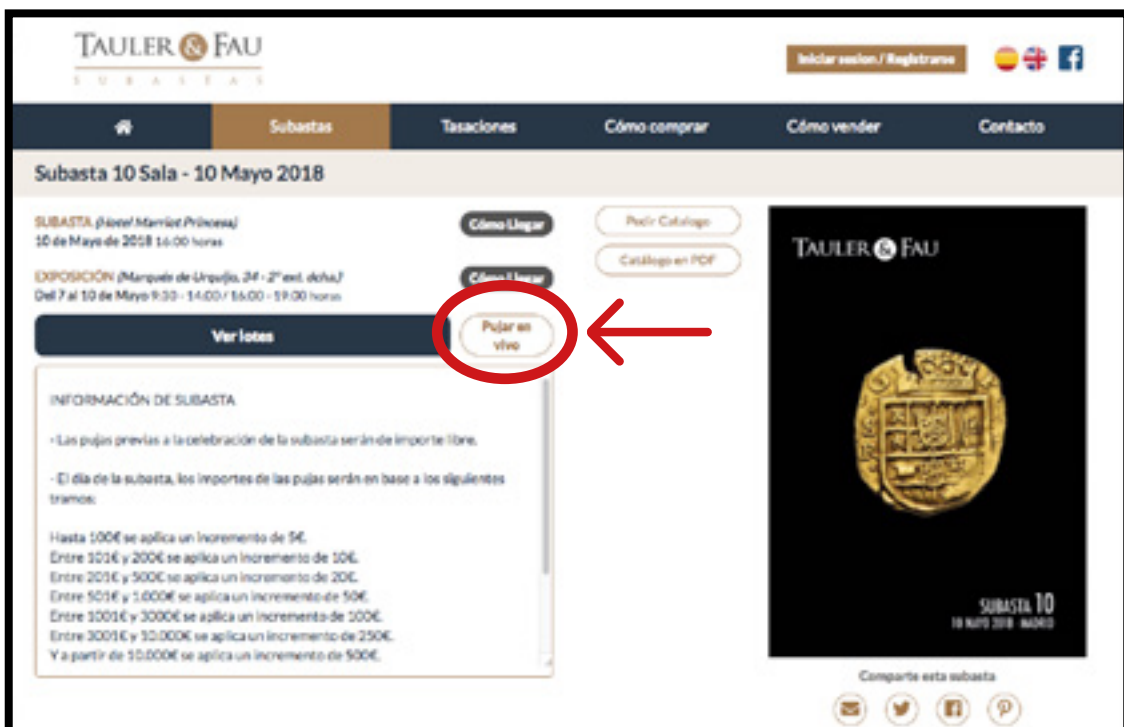 TAULER & FAU
SUBASTAS
Iniciar sesion / Registrarse
Subastas
Tasaciones
Cómo comprar
Cómo vender
Contacto
Subasta 10 Sala - 10 Mayo 2018
SUBASTA (Hotel Marriot Princesa)
Cómo Llegar
10 de Mayo de 2018 16:00 horas
EXPOSICIÓN (Marqués de Urquijo, 34 - 2º ext. dcha.)
Cómo Llegar
Del 7 al 10 de Mayo 9:30 - 14:00 / 16:00 - 19:00 horas
Pedir Catalogo
Catálogo en PDF
Ver lotes
Pujar en
vivo
INFORMACIÓN DE SUBASTA
- Las pujas previas a la celebración de la subasta serán de importe libre.
- El día de la subasta, los importes de las pujas serán en base a los siguientes
tramos:
Hasta 100€ se aplica un incremento de 5€.
Entre 101€ y 200€ se aplica un incremento de 10€.
Entre 201€ y 500€ se aplica un incremento de 20€.
Entre 501€ y 1.000€ se aplica un incremento de 50€.
Entre 1001€ y 3000€ se aplica un incremento de 100€.
Entre 3001€ y 10.000€ se aplica un incremento de 250€.
Y a partir de 10.000€ se aplica un incremento de 500€.
TAULER & FAU
SUBASTA 10
10 MAYO 2018 - MADRID
Comparte esta subasta